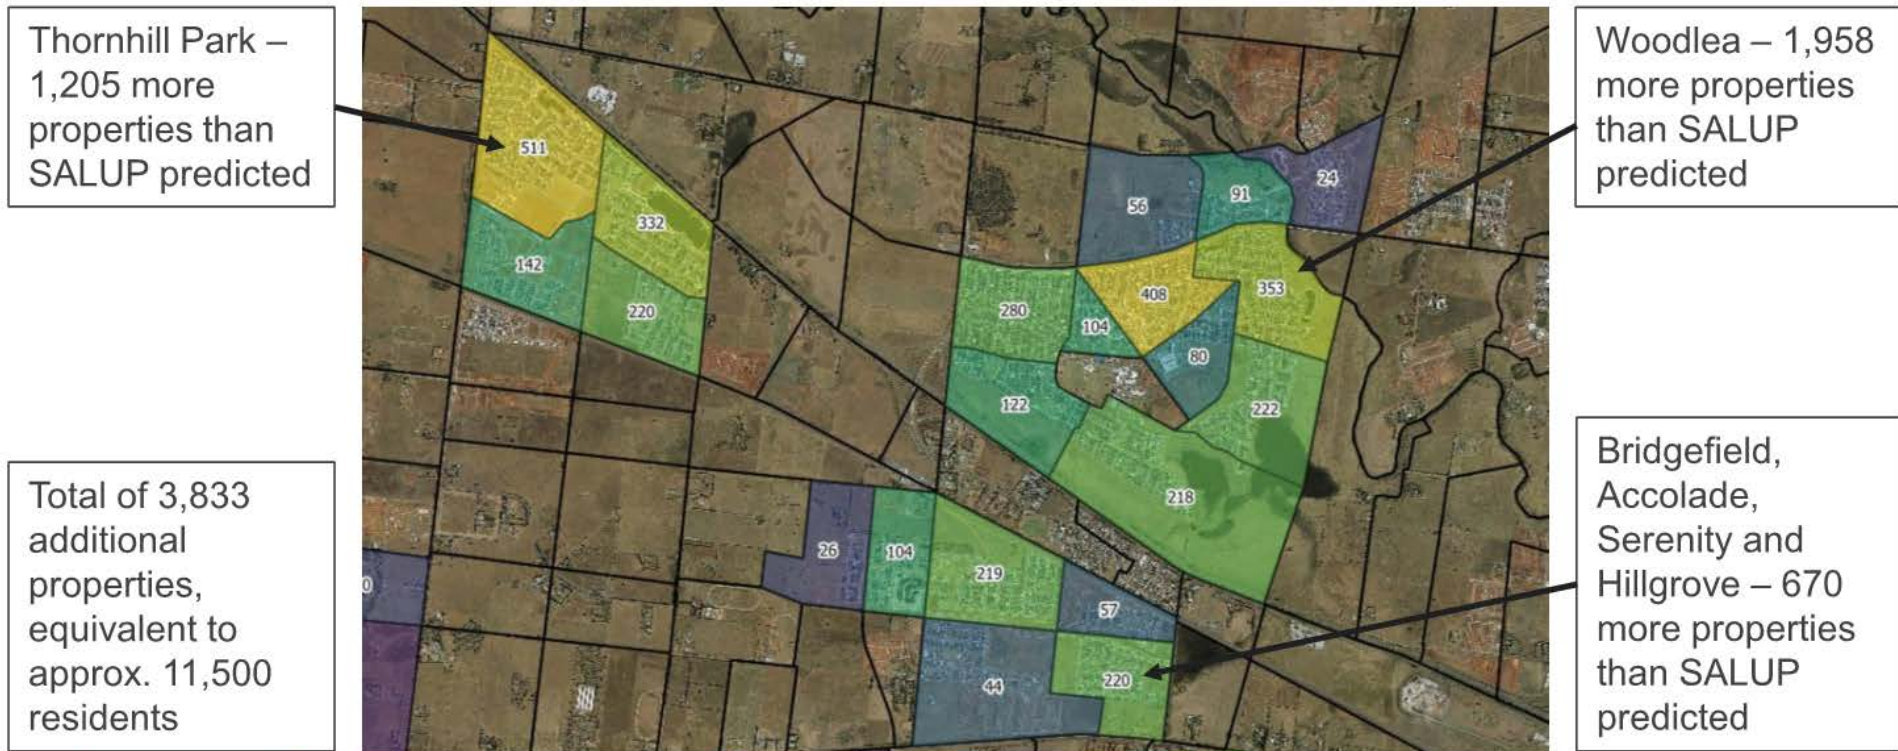 Thornhill Park –
1,205 more
properties than
SALUP predicted
Total of 3,833
additional
properties,
equivalent to
approx. 11,500
residents
511
332
142
220
56
91
24
408
353
280
104
80
122
222
218
26
104
219
57
44
220
0
Woodlea – 1,958
more properties
than SALUP
predicted
Bridgefield,
Accolade,
Serenity and
Hillgrove – 670
more properties
than SALUP
predicted